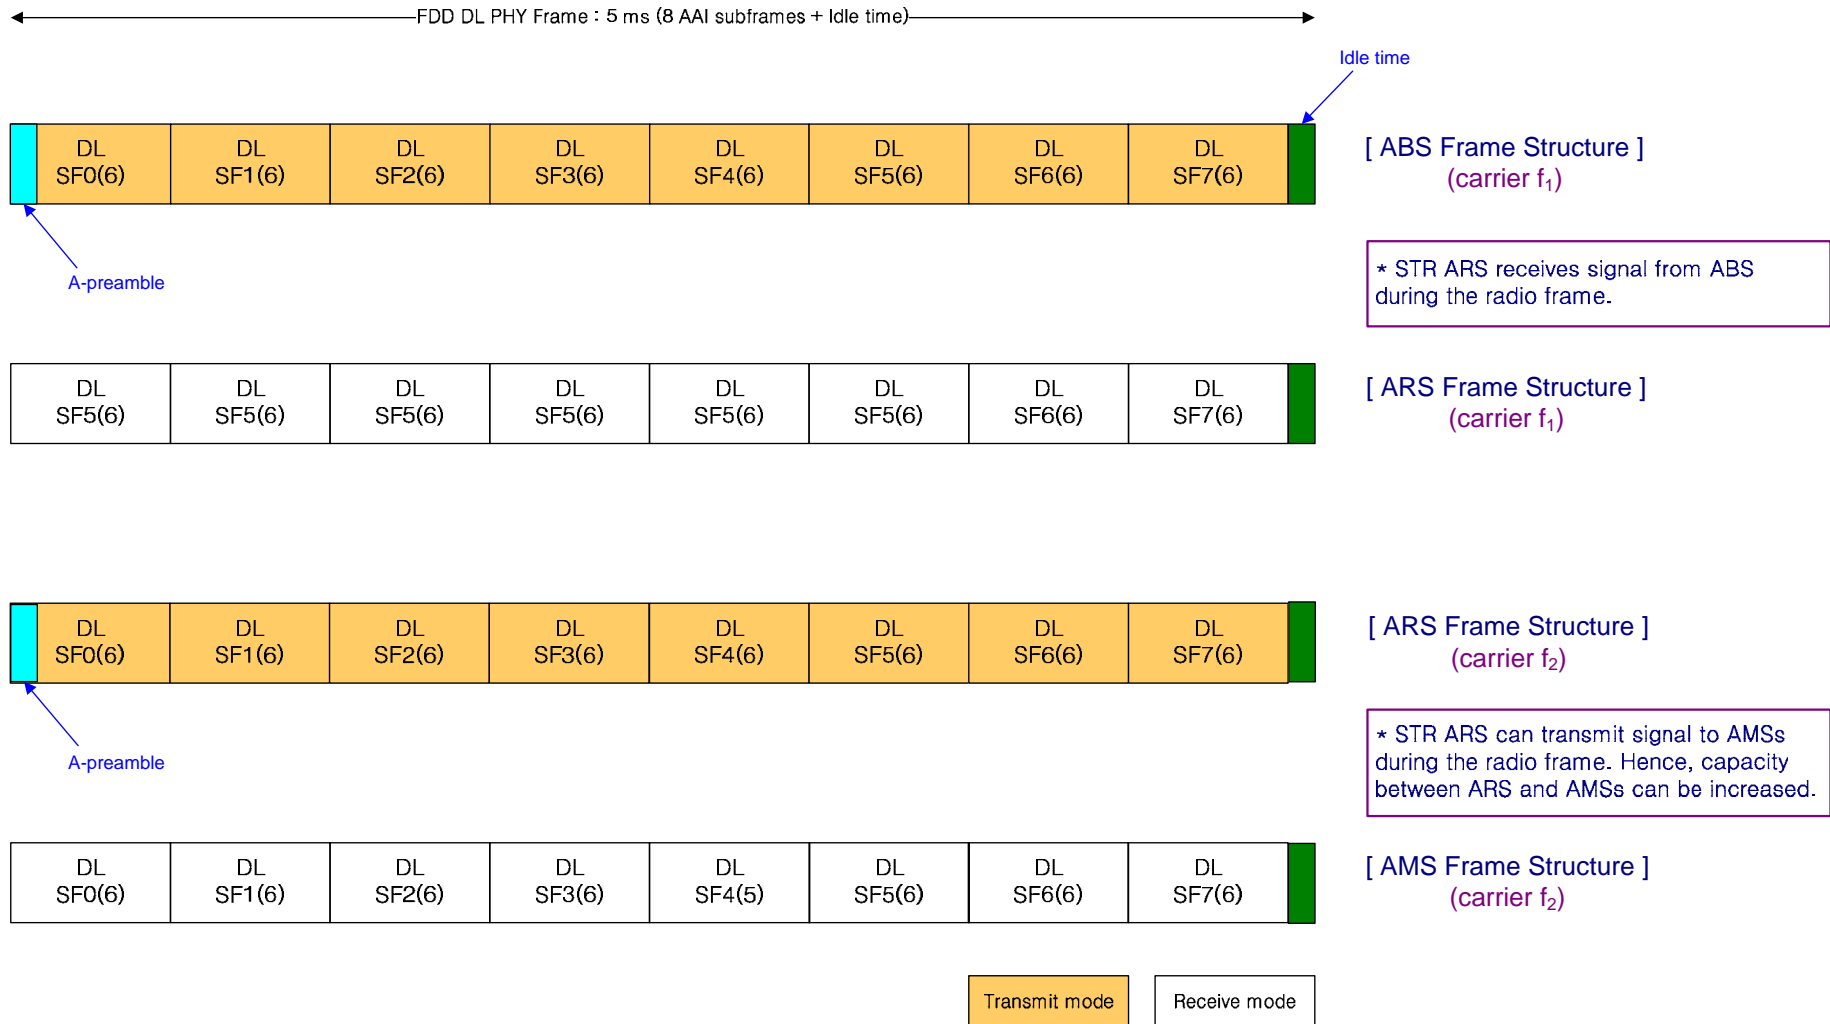 FDD DL PHY Frame : 5 ms (8 AAI subframes + Idle time)
Idle time
DL DL DL DL DL DL DL DL
SF0(6) SF1(6) SF2(6) SF3(6) SF4(6) SF5(6) SF6(6) SF7(6)
[ ABS Frame Structure ]
(carrier f₁)
A-preamble
* STR ARS receives signal from ABS
during the radio frame.
DL DL DL DL DL DL DL DL
SF5(6) SF5(6) SF5(6) SF5(6) SF5(6) SF5(6) SF6(6) SF7(6)
[ ARS Frame Structure ]
(carrier f₁)
DL DL DL DL DL DL DL DL
SF0(6) SF1(6) SF2(6) SF3(6) SF4(6) SF5(6) SF6(6) SF7(6)
[ ARS Frame Structure ]
(carrier f₂)
A-preamble
* STR ARS can transmit signal to AMSs
during the radio frame. Hence, capacity
between ARS and AMSs can be increased.
DL DL DL DL DL DL DL DL
SF0(6) SF1(6) SF2(6) SF3(6) SF4(5) SF5(6) SF6(6) SF7(6)
[ AMS Frame Structure ]
(carrier f₂)
Transmit mode
Receive mode